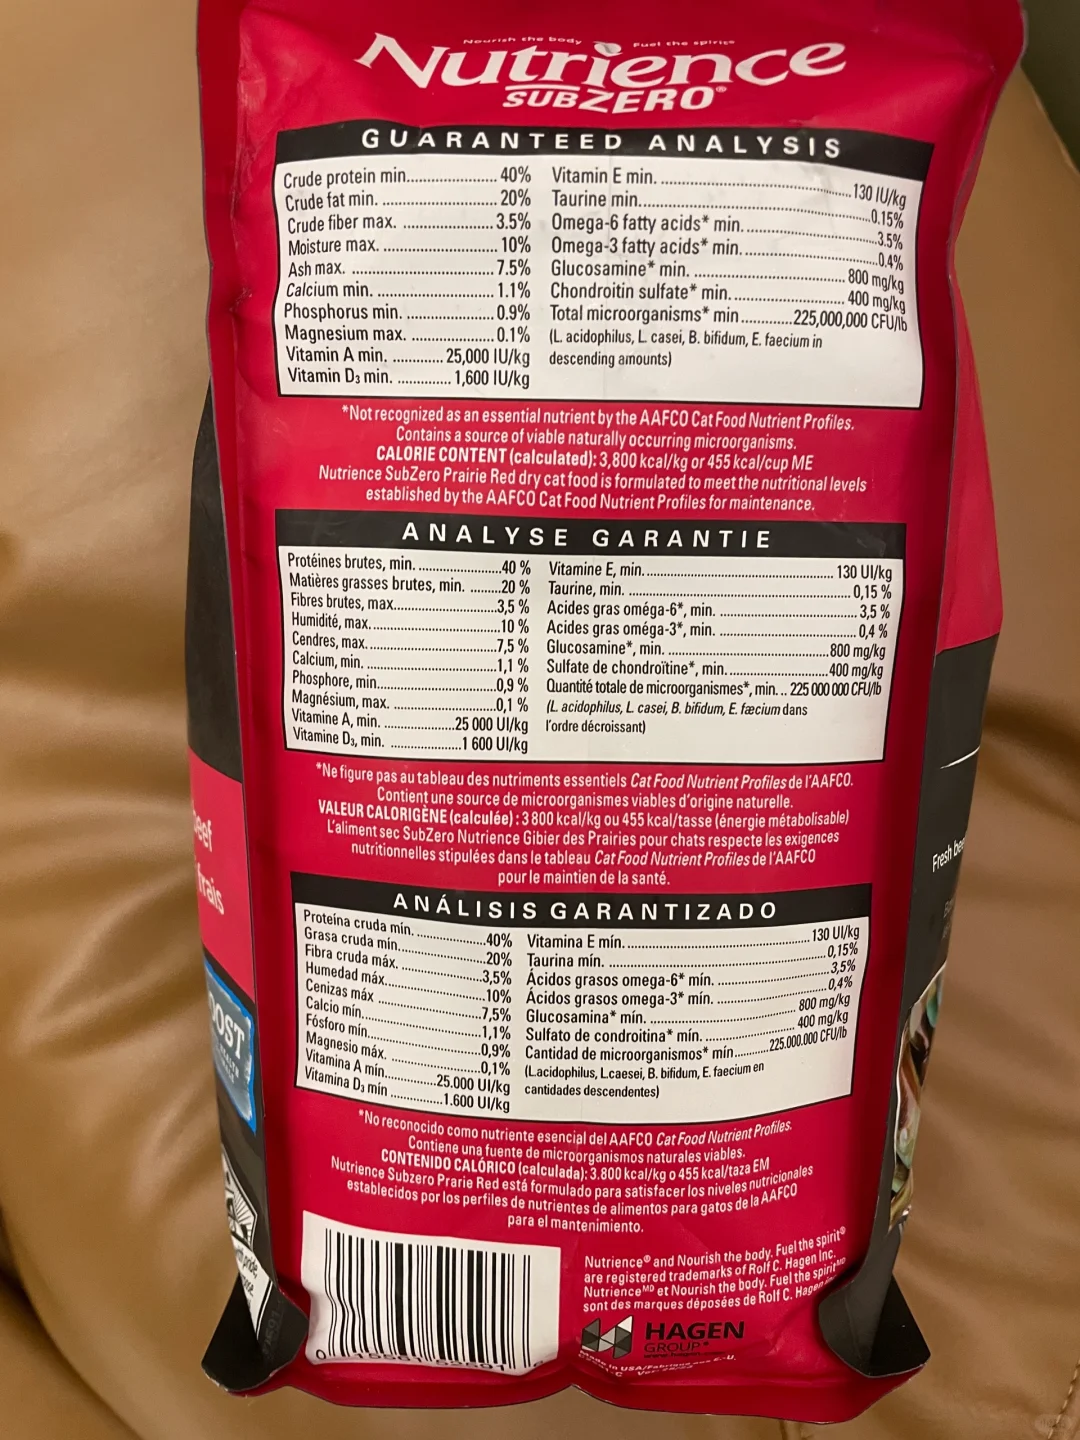 Nourish the body Fuel the spirit®
Nutrience
SUBZERO®
GUARANTEED ANALYSIS
Crude protein min. 40%
Crude fat min. 20%
Crude fiber max. 3.5%
Moisture max. 10%
Ash max. 7.5%
Calcium min. 1.1%
Phosphorus min. 0.9%
Magnesium max. 0.1%
Vitamin A min. 25,000 IU/kg
Vitamin D3 min. 1,600 IU/kg
Vitamin E min. 130 IU/kg
Taurine min. 0.15%
Omega-6 fatty acids* min. 3.5%
Omega-3 fatty acids* min. 0.4%
Glucosamine* min. 800 mg/kg
Chondroitin sulfate* min. 400 mg/kg
Total microorganisms* min. 225,000,000 CFU/lb
(L. acidophilus, L. casei, B. bifidum, E. faecium in
descending amounts)
*Not recognized as an essential nutrient by the AAFCO Cat Food Nutrient Profiles.
Contains a source of viable naturally occurring microorganisms.
CALORIE CONTENT (calculated): 3,800 kcal/kg or 455 kcal/cup ME
Nutrience SubZero Prairie Red dry cat food is formulated to meet the nutritional levels
established by the AAFCO Cat Food Nutrient Profiles for maintenance.
ANALYSE GARANTIE
Protéines brutes, min. 40 %
Matières grasses brutes, min. 20 %
Fibres brutes, max. 3,5 %
Humidité, max. 10 %
Cendres, max. 7,5 %
Calcium, min. 1,1 %
Phosphore, min. 0,9 %
Magnésium, max. 0,1 %
Vitamine A, min. 25 000 UI/kg
Vitamine D3, min. 1 600 UI/kg
Vitamine E, min. 130 UI/kg
Taurine, min. 0,15 %
Acides gras oméga-6*, min. 3,5 %
Acides gras oméga-3*, min. 0,4 %
Glucosamine*, min. 800 mg/kg
Sulfate de chondroïtine*, min. 400 mg/kg
Quantité totale de microorganismes*, min. 225 000 000 CFU/lb
(L. acidophilus, L. casei, B. bifidum, E. fæcium dans
l'ordre décroissant)
*Ne figure pas au tableau des nutriments essentiels Cat Food Nutrient Profiles de l'AAFCO.
Contient une source de microorganismes viables d'origine naturelle.
VALEUR CALORIGÈNE (calculée) : 3 800 kcal/kg ou 455 kcal/tasse (énergie métabolisable)
L'aliment sec SubZero Nutrience Gibier des Prairies pour chats respecte les exigences
nutritionnelles stipulées dans le tableau Cat Food Nutrient Profiles de l'AAFCO
pour le maintien de la santé.
ANÁLISIS GARANTIZADO
Proteína cruda mín. 40%
Grasa cruda mín. 20%
Fibra cruda máx. 3,5%
Humedad máx. 10%
Cenizas máx 7,5%
Calcio mín. 1,1%
Fósforo mín. 0,9%
Magnesio máx. 0,1%
Vitamina A mín. 25.000 UI/kg
Vitamina D3 mín 1.600 UI/kg
Vitamina E mín. 130 UI/kg
Taurina mín. 0,15%
Ácidos grasos omega-6* mín. 3,5%
Ácidos grasos omega-3* mín. 0,4%
Glucosamina* mín. 800 mg/kg
Sulfato de condroitina* mín. 400 mg/kg
Cantidad de microorganismos* mín. 225.000.000 CFU/lb
(L.acidophilus, L.caesei, B. bifidum, E. faecium en
cantidades descendentes)
*No reconocido como nutriente esencial del AAFCO Cat Food Nutrient Profiles.
Contiene una fuente de microorganismos naturales viables.
CONTENIDO CALÓRICO (calculada): 3.800 kcal/kg o 455 kcal/taza EM
Nutrience Subzero Prarie Red está formulado para satisfacer los niveles nutricionales
establecidos por los perfiles de nutrientes de alimentos para gatos de la AAFCO
para el mantenimiento.
Nutrience® and Nourish the body. Fuel the spirit®
are registered trademarks of Rolf C. Hagen Inc.
Nutrience MD et Nourish the body. Fuel the spirit MD
sont des marques déposées de Rolf C. Hagen
HAGEN
GROUP
Made in USA
beef
frais
OOST
Fresh